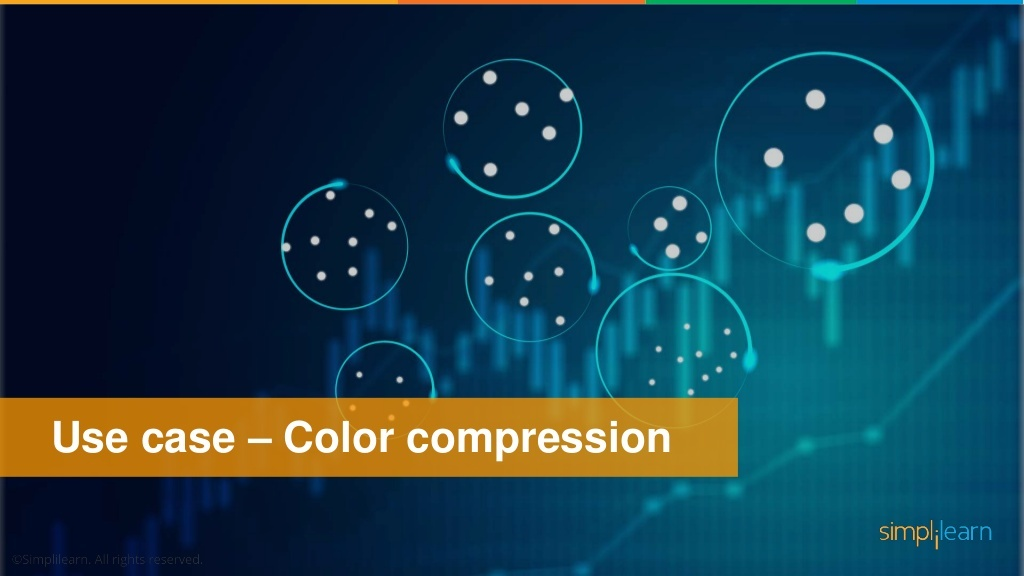 Use case – Color compression
simplilearn
©Simplilearn. All rights reserved.